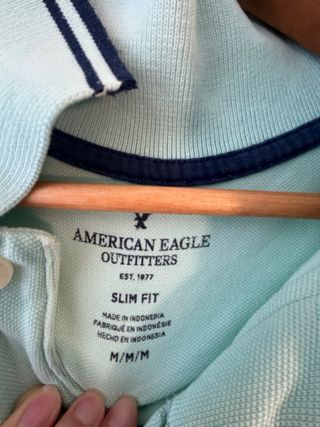 AMERICAN EAGLE
OUTFITTERS
EST. 1977
SLIM FIT
MADE IN INDONESIA
FABRIQUÉ EN INDONÉSIE
HECHO EN INDONESIA
M/M/M